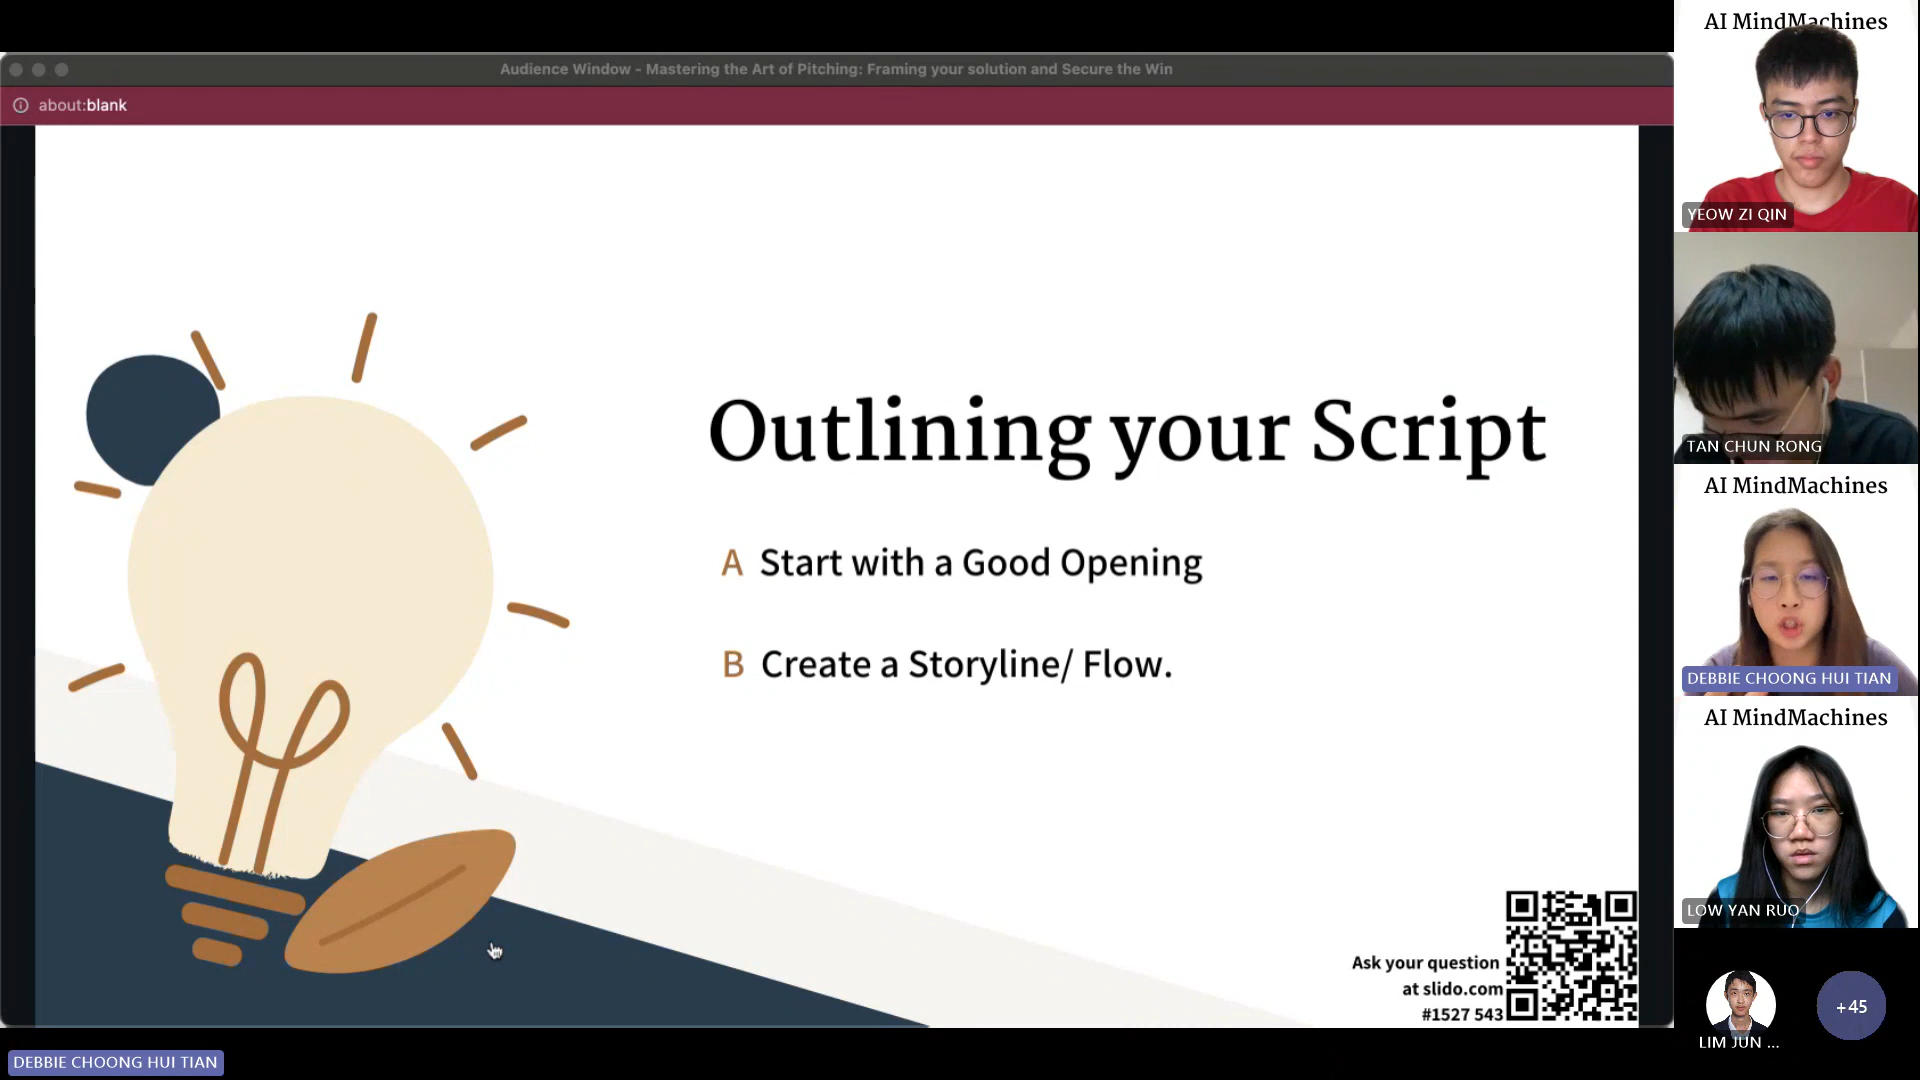 Audience Window - Mastering the Art of Pitching: Framing your solution and Secure the Win
about:blank
Outlining your Script
A Start with a Good Opening
B Create a Storyline/ Flow.
Ask your question
at slido.com
#1527 543
DEBBIE CHOONG HUI TIAN
AI MindMachines
YEOW ZI QIN
TAN CHUN RONG
AI MindMachines
DEBBIE CHOONG HUI TIAN
AI MindMachines
LOW YAN RUO
LIM JUN ...
+45